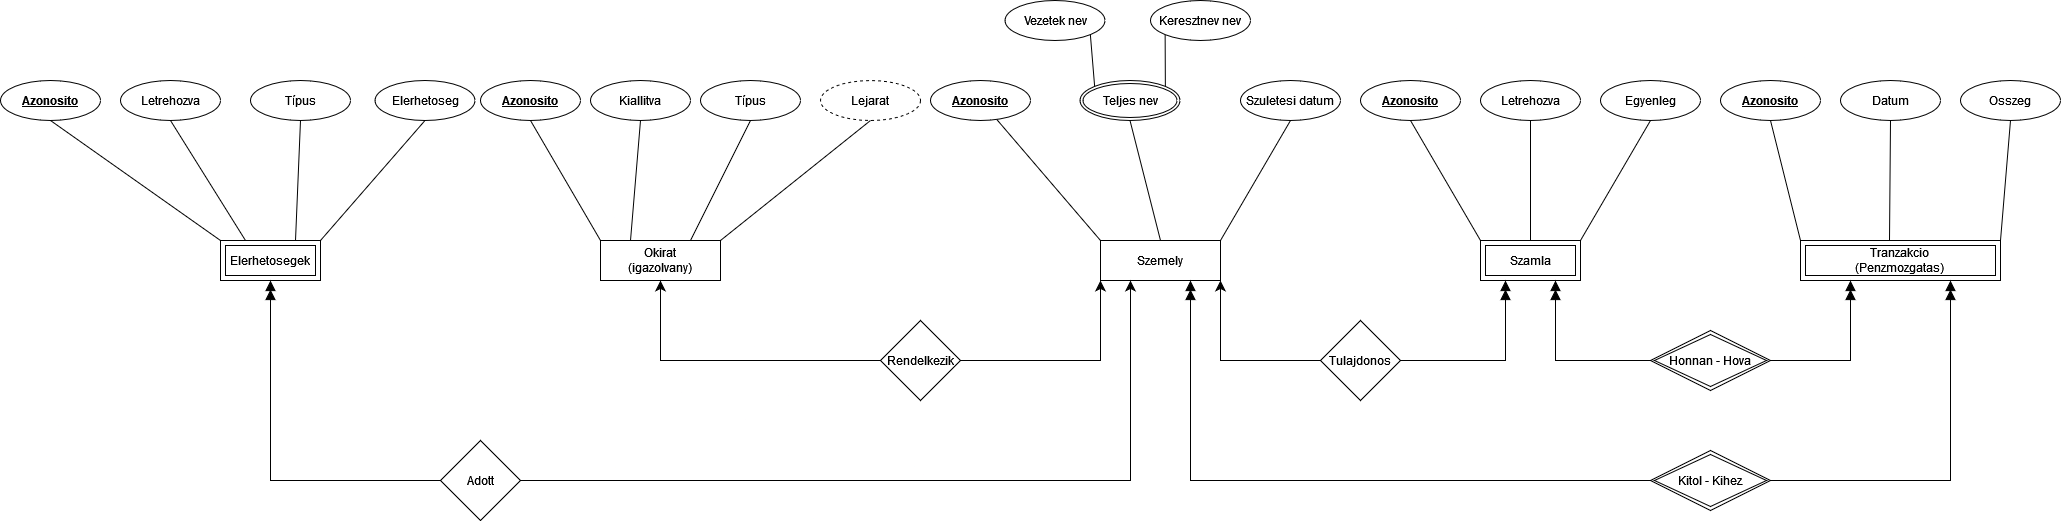 Vezetek nev
Keresztnev nev
Azonosito
Letrehozva
Típus
Elerhetoseg
Azonosito
Kiallitva
Típus
Lejarat
Azonosito
Teljes nev
Szuletesi datum
Azonosito
Letrehozva
Egyenleg
Azonosito
Datum
Osszeg
Elerhetosegek
Okirat
(igazolvany)
Szemely
Szamla
Tranzakcio
(Penzmozgatas)
Rendelkezik
Tulajdonos
Honnan - Hova
Adott
Kitol - Kihez